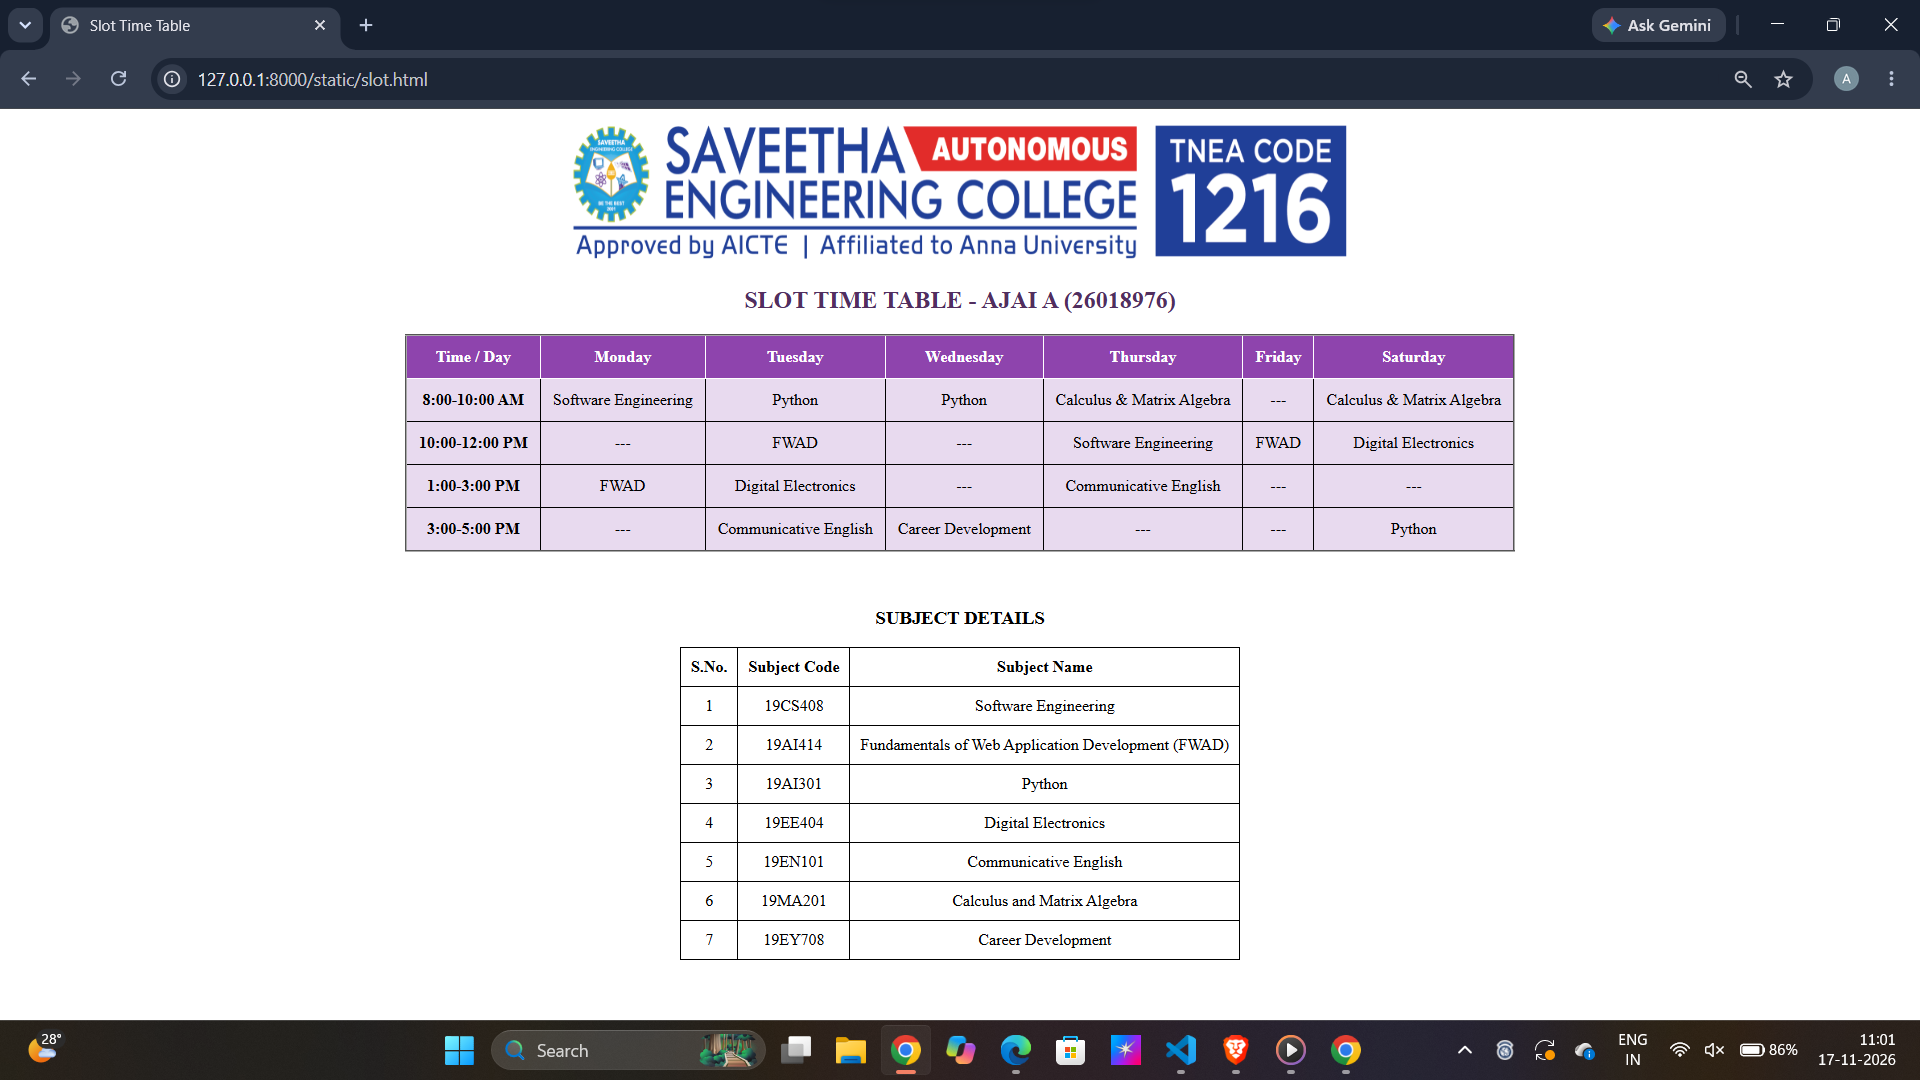 Slot Time Table
Ask Gemini
127.0.0.1:8000/static/slot.html
A
SAVEETHA AUTONOMOUS
ENGINEERING COLLEGE
Approved by AICTE | Affiliated to Anna University
TNEA CODE
1216
SAVEETHA
ENGINEERING COLLEGE
BE THE BEST
2001
SLOT TIME TABLE - AJAI A (26018976)
Time / Day Monday Tuesday Wednesday Thursday Friday Saturday
8:00-10:00 AM Software Engineering Python Python Calculus & Matrix Algebra --- Calculus & Matrix Algebra
10:00-12:00 PM --- FWAD --- Software Engineering FWAD Digital Electronics
1:00-3:00 PM FWAD Digital Electronics --- Communicative English --- ---
3:00-5:00 PM --- Communicative English Career Development --- --- Python
SUBJECT DETAILS
S.No. Subject Code Subject Name
1 19CS408 Software Engineering
2 19AI414 Fundamentals of Web Application Development (FWAD)
3 19AI301 Python
4 19EE404 Digital Electronics
5 19EN101 Communicative English
6 19MA201 Calculus and Matrix Algebra
7 19EY708 Career Development
28°
Search
ENG
IN
86%
11:01
17-11-2026